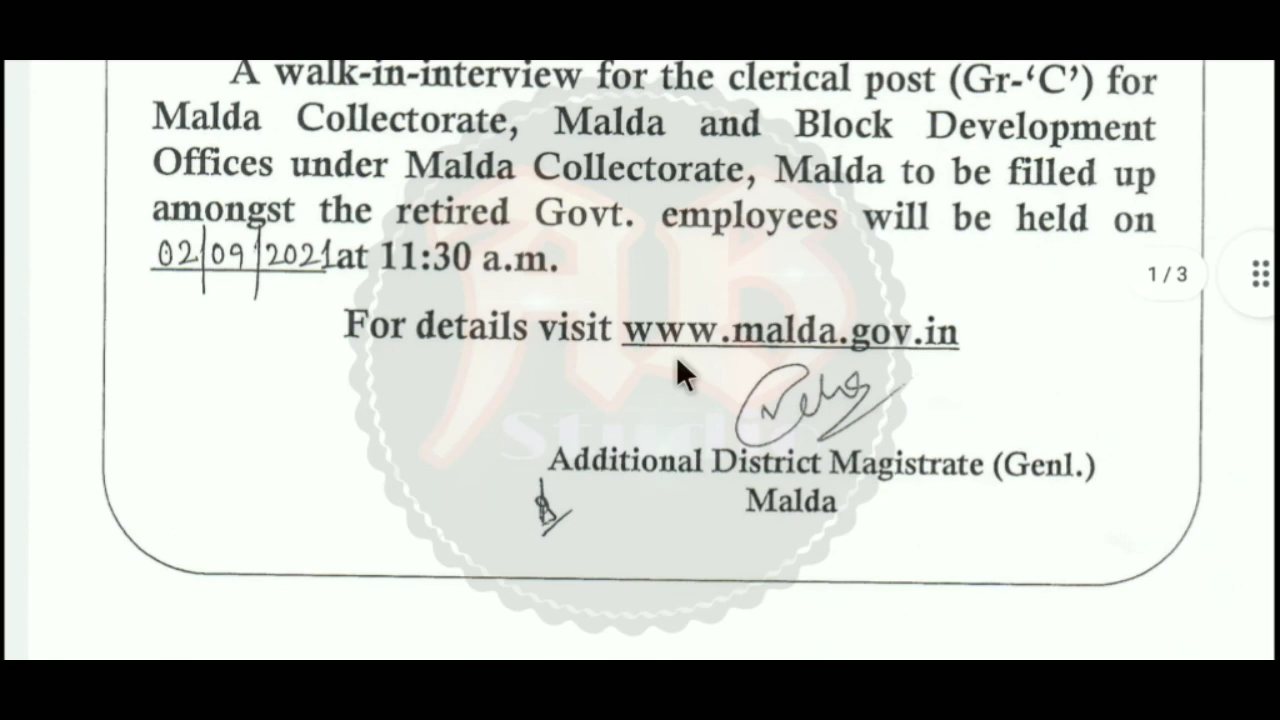 A walk-in-interview for the clerical post (Gr-‘C’) for
Malda Collectorate, Malda and Block Development
Offices under Malda Collectorate, Malda to be filled up
amongst the retired Govt. employees will be held on
02/09/2021 at 11:30 a.m.
1 / 3
For details visit www.malda.gov.in
Additional District Magistrate (Genl.)
Malda
AB
Studio